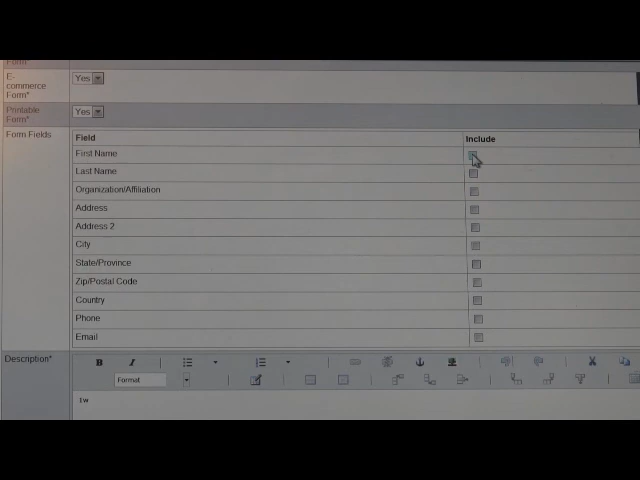 Form*
E-
commerce
Form*
Yes
Printable
Form*
Yes
Form Fields
Field Include
First Name
Last Name
Organization/Affiliation
Address
Address 2
City
State/Province
Zip/Postal Code
Country
Phone
Email
Description*
B I
Format